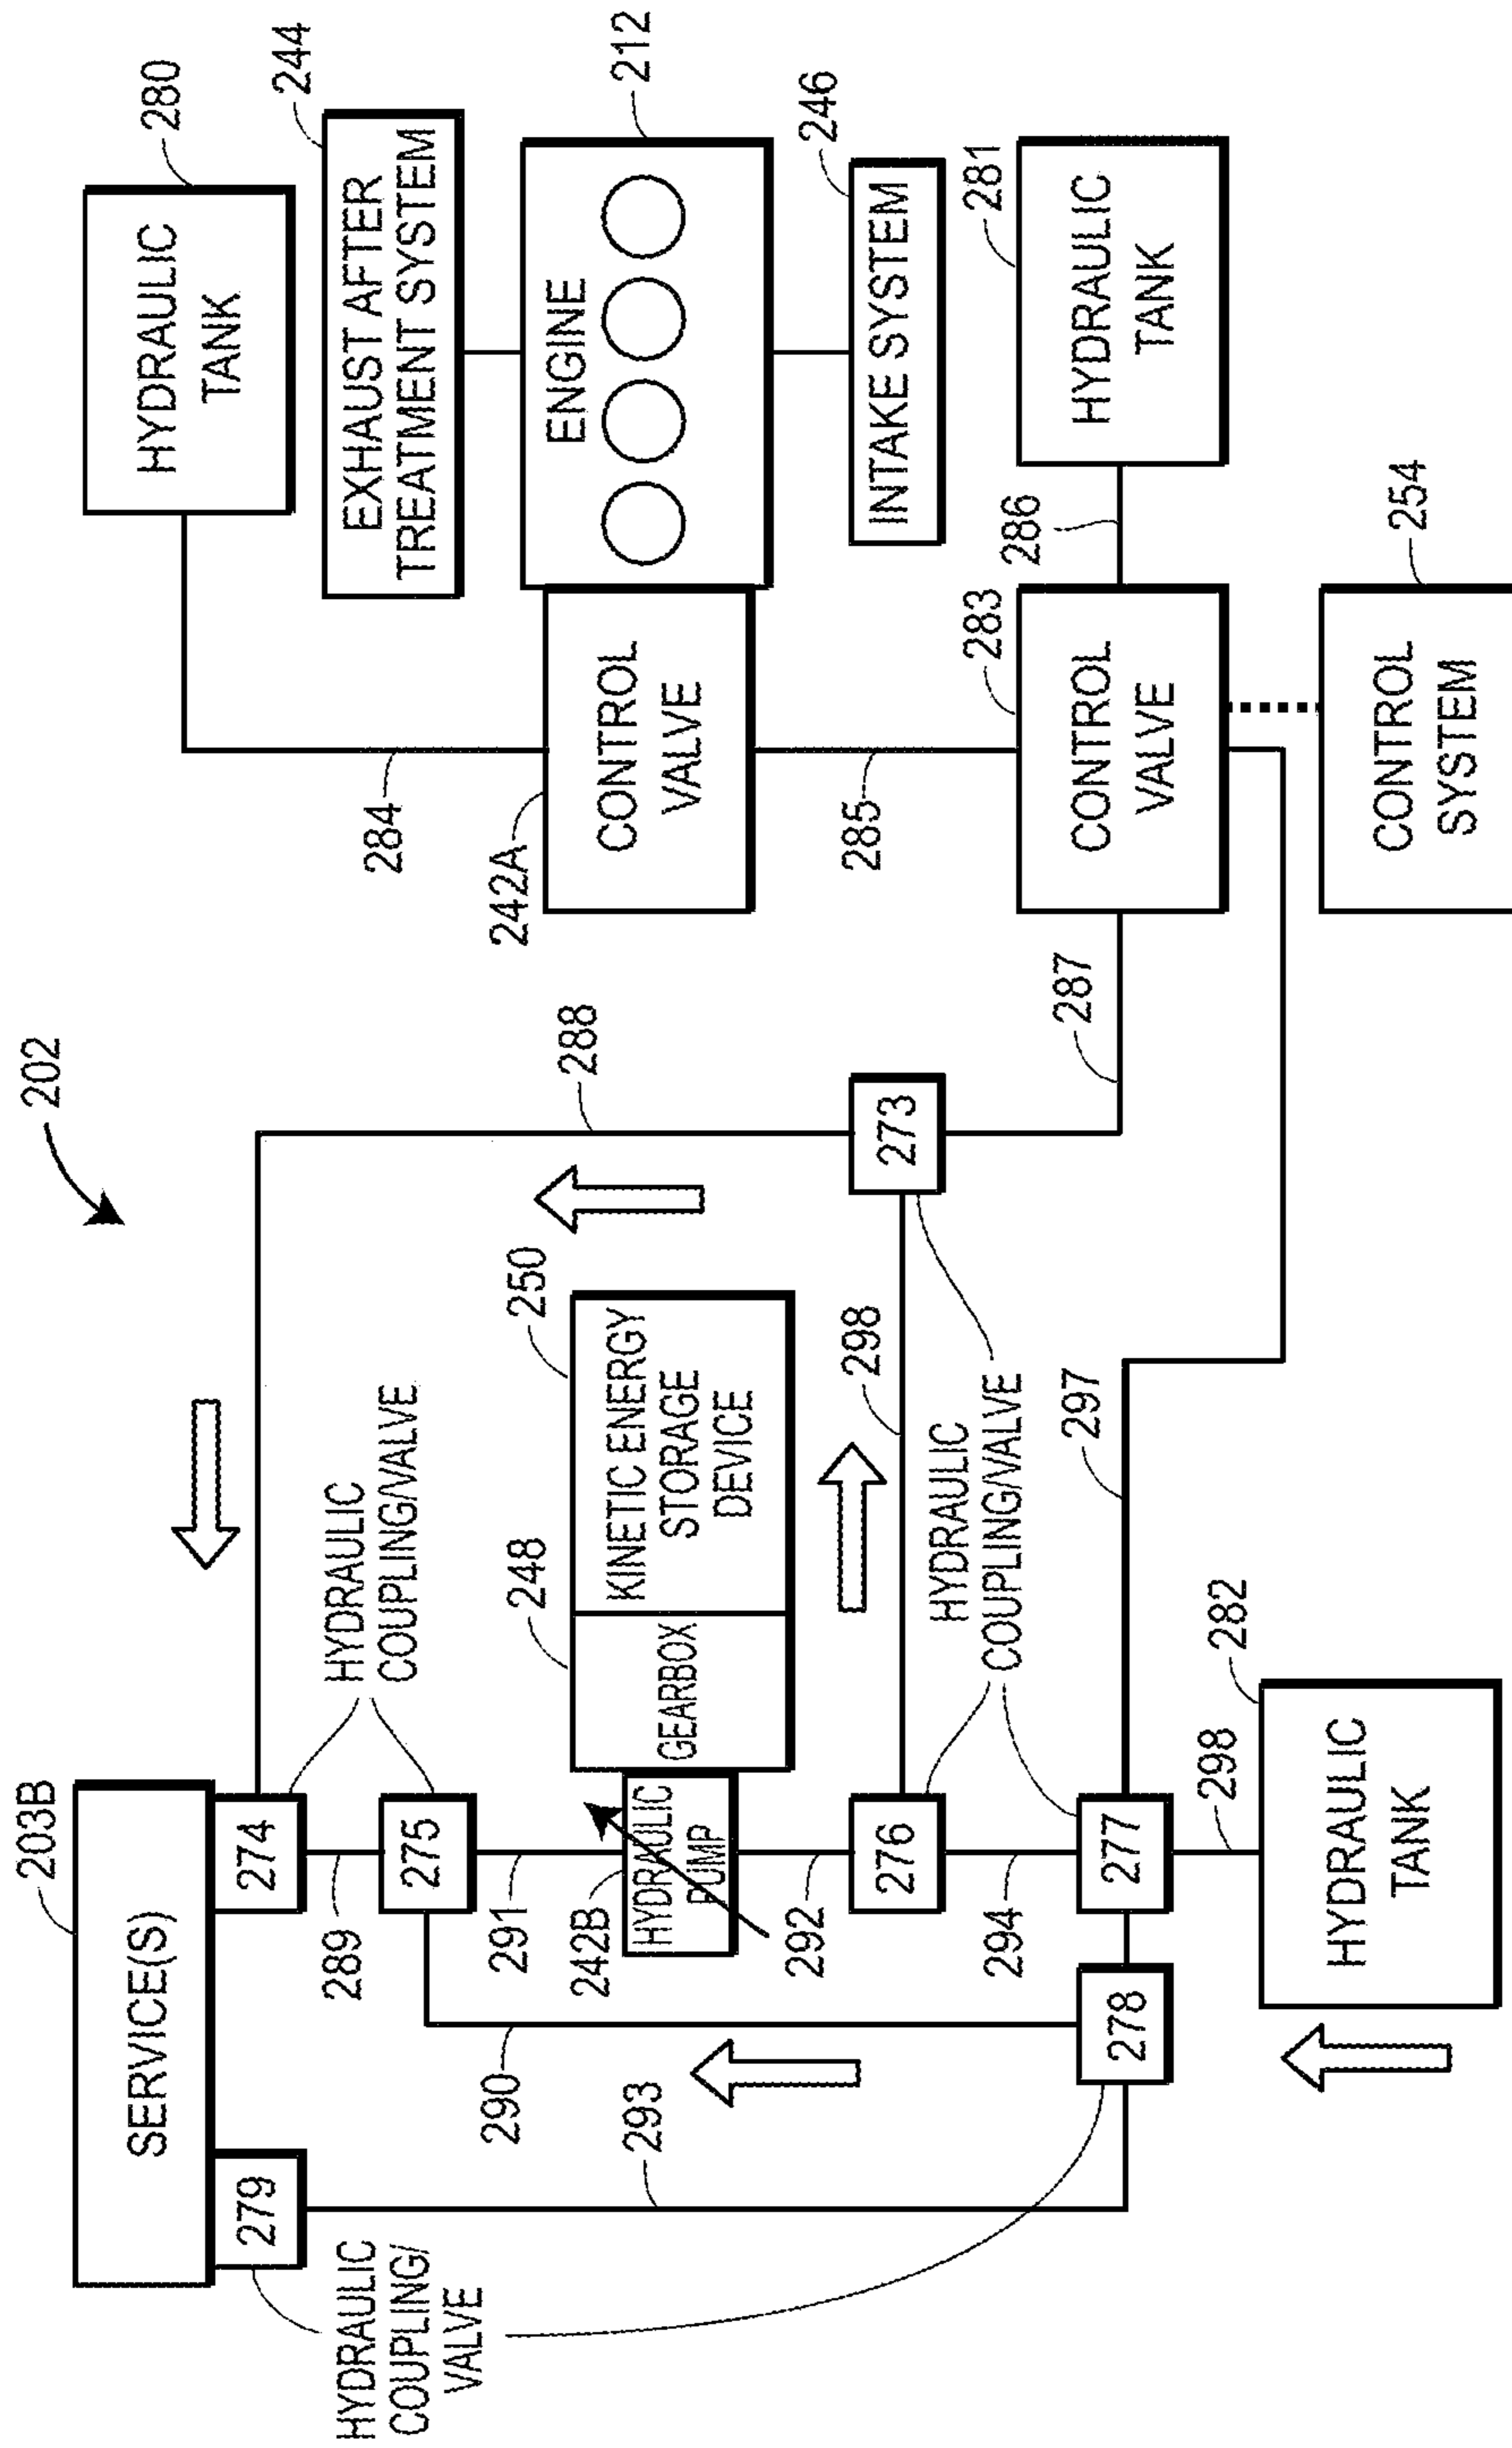 202
203B
SERVICE(S)
279
274
HYDRAULIC
COUPLING/
VALVE
289
275
HYDRAULIC
COUPLING/VALVE
288
284
HYDRAULIC
TANK
280
EXHAUST AFTER
TREATMENT SYSTEM
244
290
291
242B
HYDRAULIC
PUMP
248
GEARBOX
250
KINETIC ENERGY
STORAGE
DEVICE
242A
CONTROL
VALVE
ENGINE
212
293
292
276
298
273
285
INTAKE SYSTEM
246
294
HYDRAULIC
COUPLING/VALVE
287
278
277
297
283
CONTROL
VALVE
286
281
HYDRAULIC
TANK
298
282
HYDRAULIC
TANK
CONTROL
SYSTEM
254